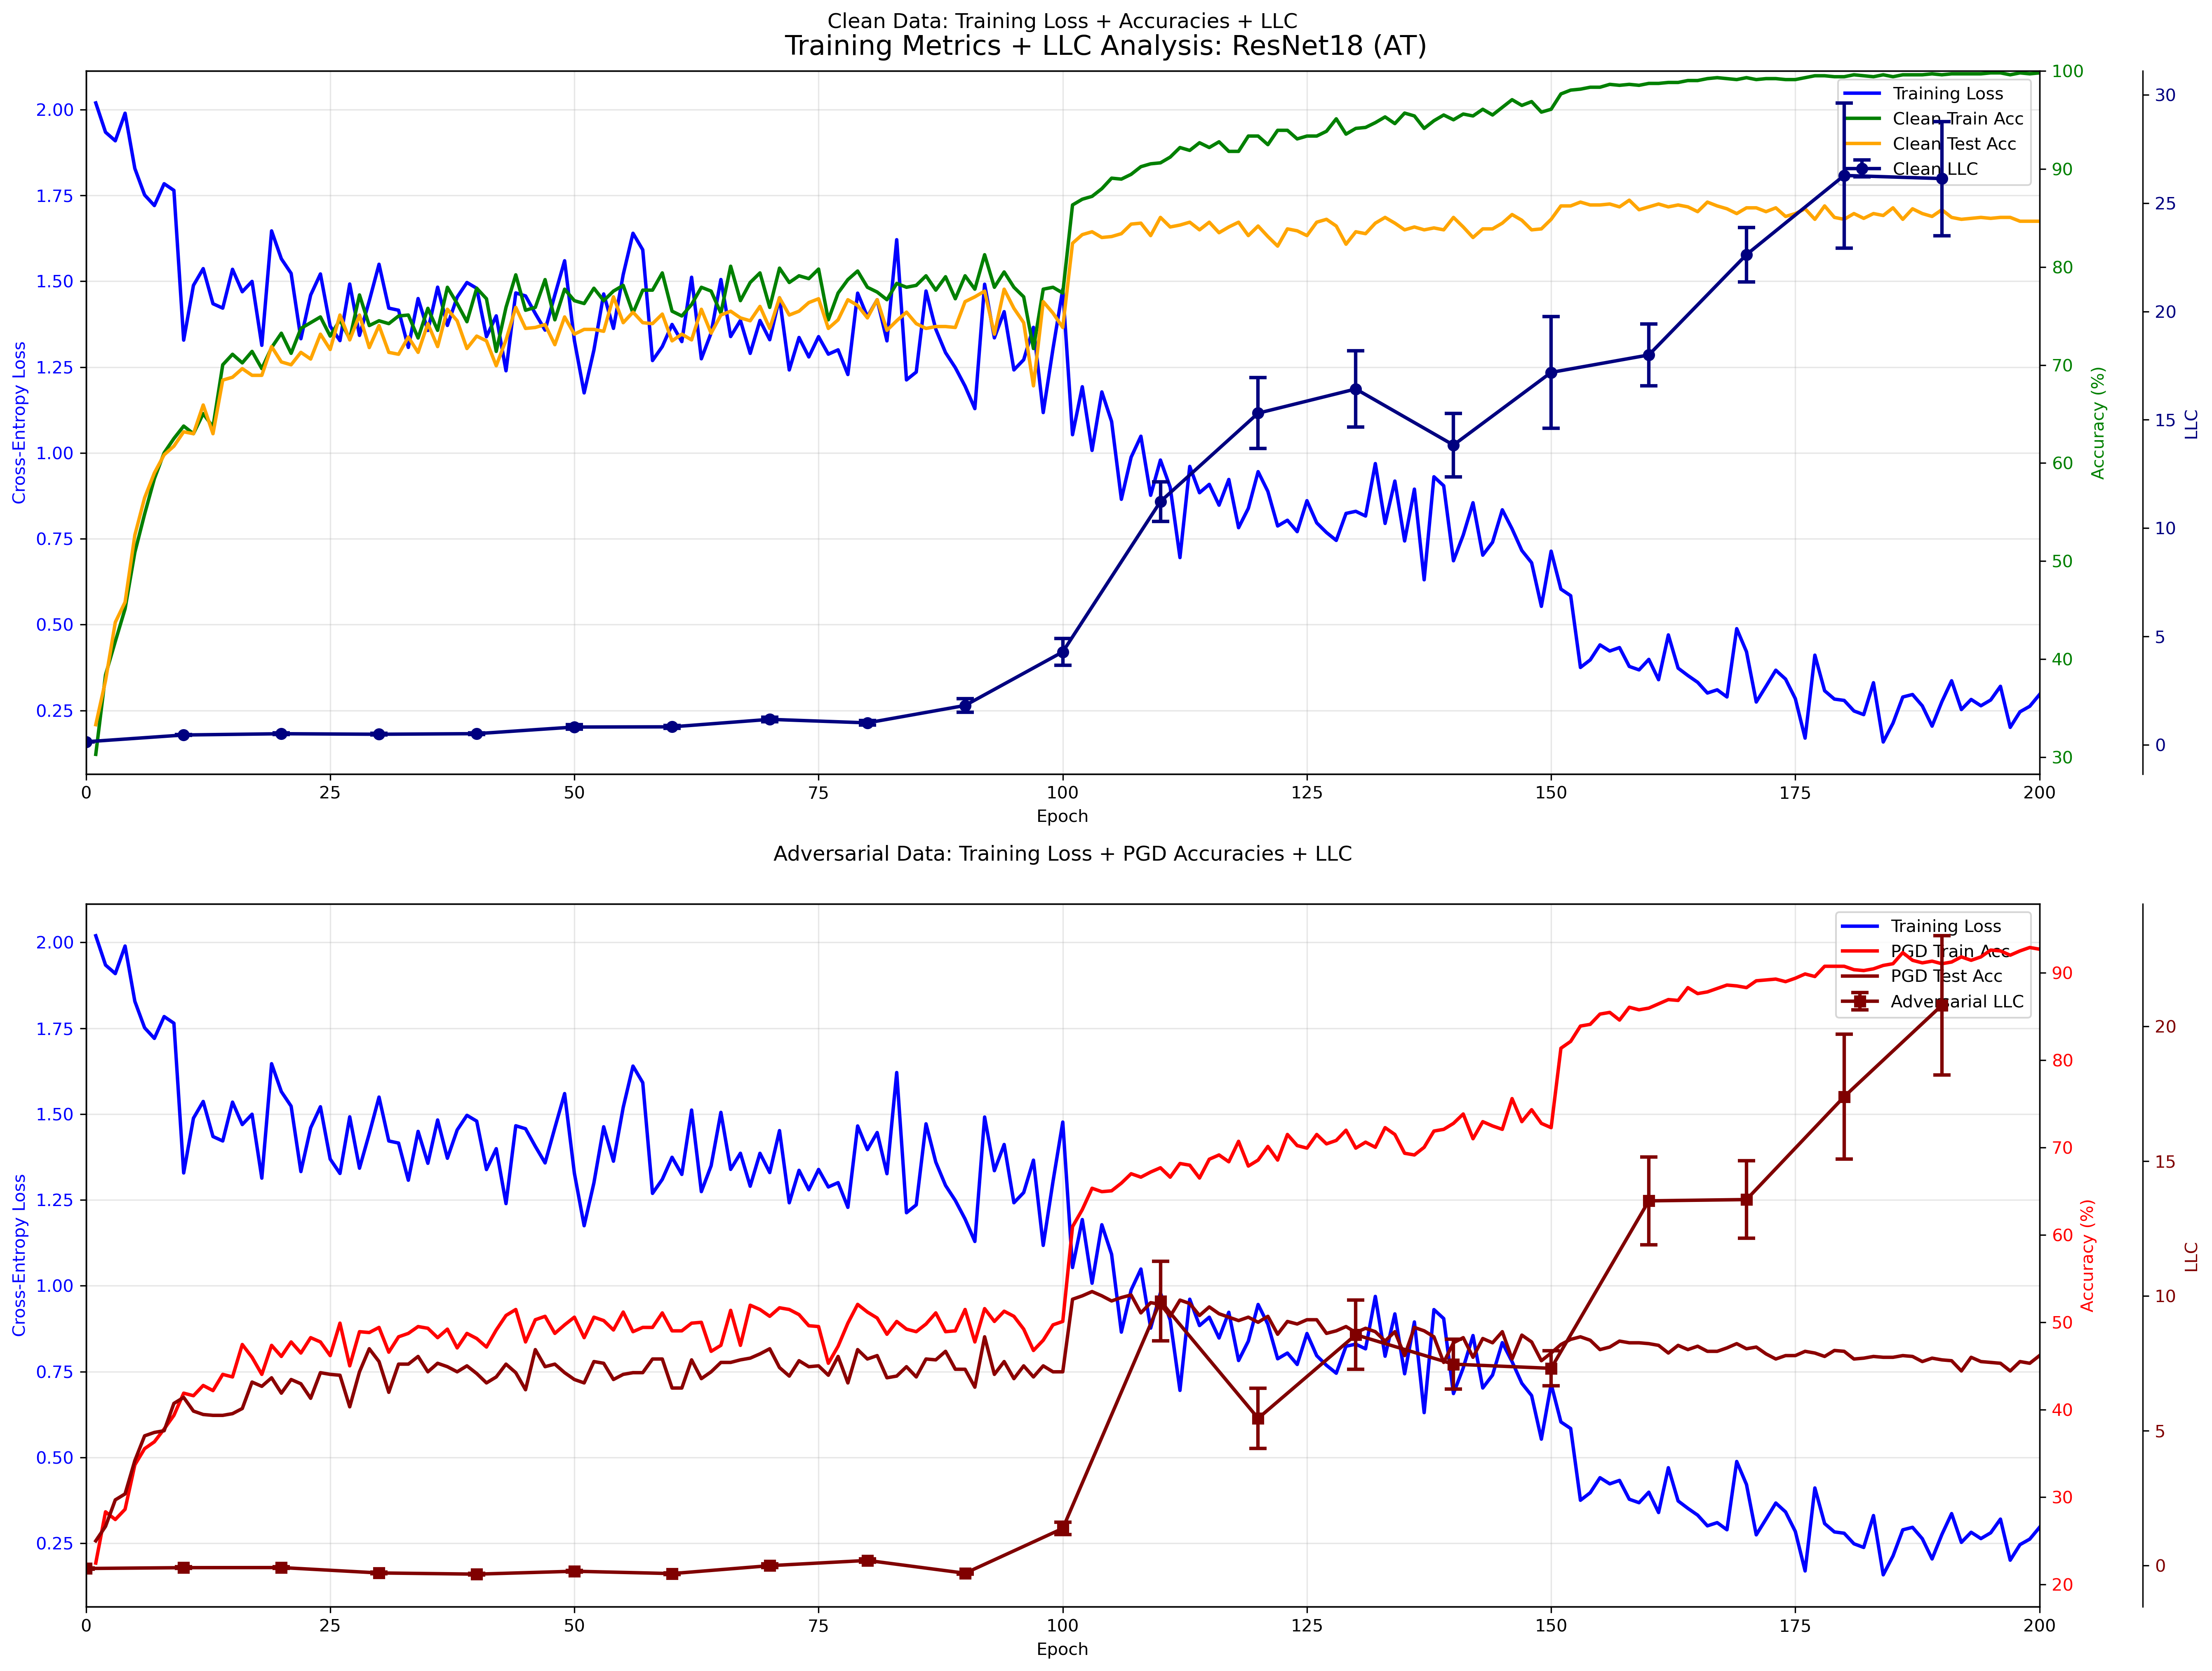 Clean Data: Training Loss + Accuracies + LLC
Training Metrics + LLC Analysis: ResNet18 (AT)
Cross-Entropy Loss
2.00
1.75
1.50
1.25
1.00
0.75
0.50
0.25
Training Loss
Clean Train Acc
Clean Test Acc
Clean LLC
100
90
80
70
60
50
40
30
Accuracy (%)
30
25
20
15
10
5
0
LLC
0 25 50 75 100 125 150 175 200
Epoch
Adversarial Data: Training Loss + PGD Accuracies + LLC
Cross-Entropy Loss
2.00
1.75
1.50
1.25
1.00
0.75
0.50
0.25
Training Loss
PGD Train Acc
PGD Test Acc
Adversarial LLC
90
80
70
60
50
40
30
20
Accuracy (%)
20
15
10
5
0
LLC
0 25 50 75 100 125 150 175 200
Epoch